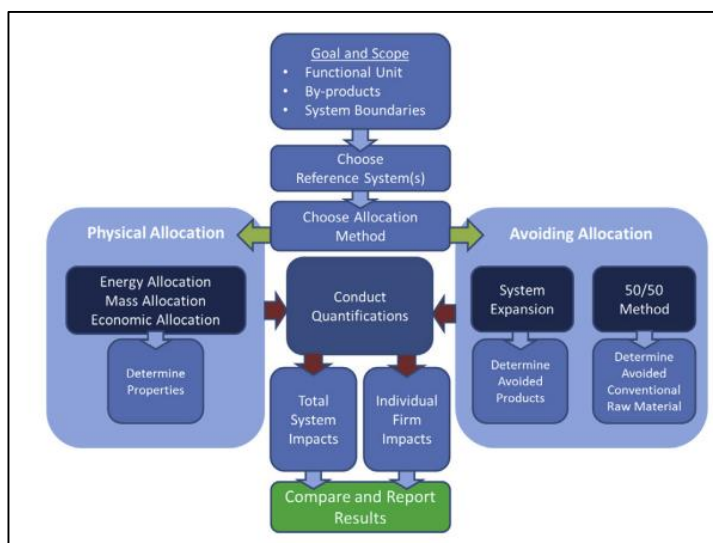 Goal and Scope
• Functional Unit
• By-products
• System Boundaries
Choose
Reference System(s)
Choose Allocation
Method
Physical Allocation
Energy Allocation
Mass Allocation
Economic Allocation
Determine
Properties
Conduct
Quantifications
Avoiding Allocation
System
Expansion
50/50
Method
Determine
Avoided
Products
Determine
Avoided
Conventional
Raw Material
Total
System
Impacts
Individual
Firm
Impacts
Compare and Report
Results